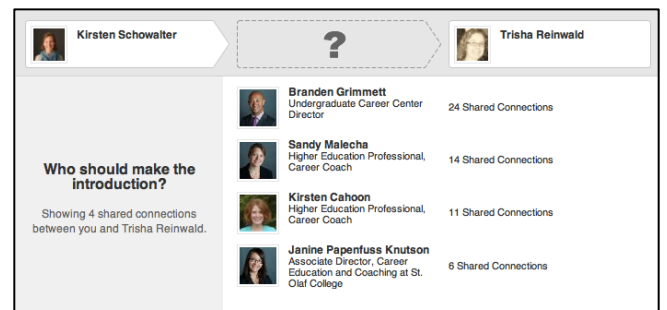 Kirsten Schowalter
?
Trisha Reinwald
Who should make the
introduction?
Showing 4 shared connections
between you and Trisha Reinwald.
Branden Grimmett
Undergraduate Career Center
Director
24 Shared Connections
Sandy Malecha
Higher Education Professional,
Career Coach
14 Shared Connections
Kirsten Cahoon
Higher Education Professional,
Career Coach
11 Shared Connections
Janine Papenfuss Knutson
Associate Director, Career
Education and Coaching at St.
Olaf College
6 Shared Connections